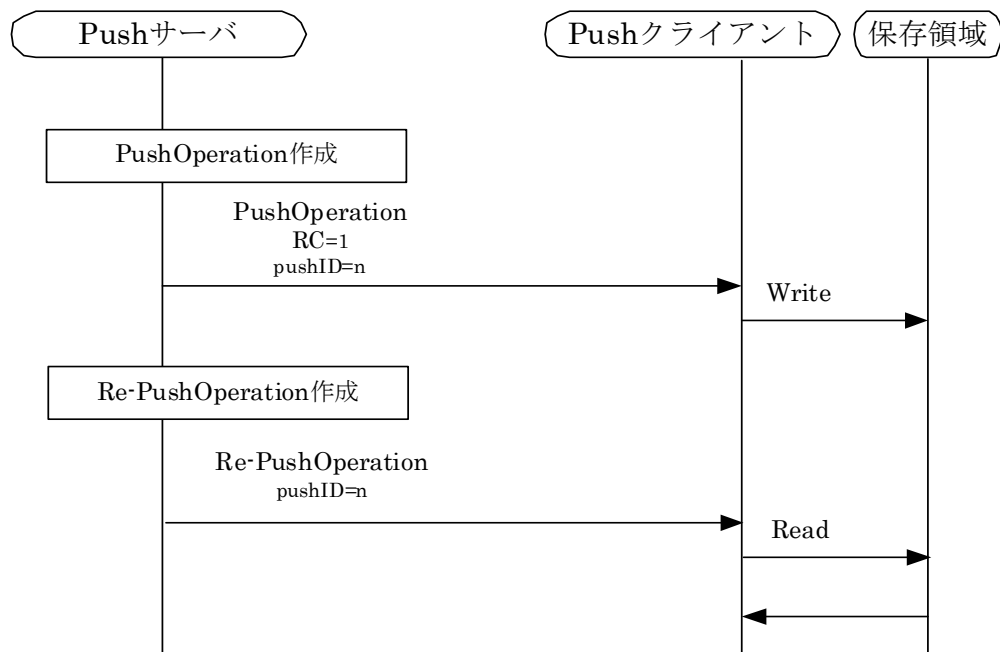 Pushサーバ
Pushクライアント
保存領域
PushOperation作成
PushOperation
RC=1
pushID=n
Write
Re-PushOperation作成
Re-PushOperation
pushID=n
Read